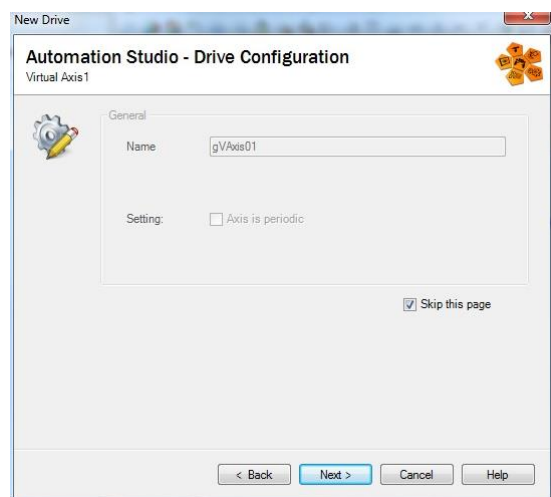 New Drive
Automation Studio - Drive Configuration
Virtual Axis1
General
Name
gVAxis01
Setting:
Axis is periodic
Skip this page
< Back
Next >
Cancel
Help